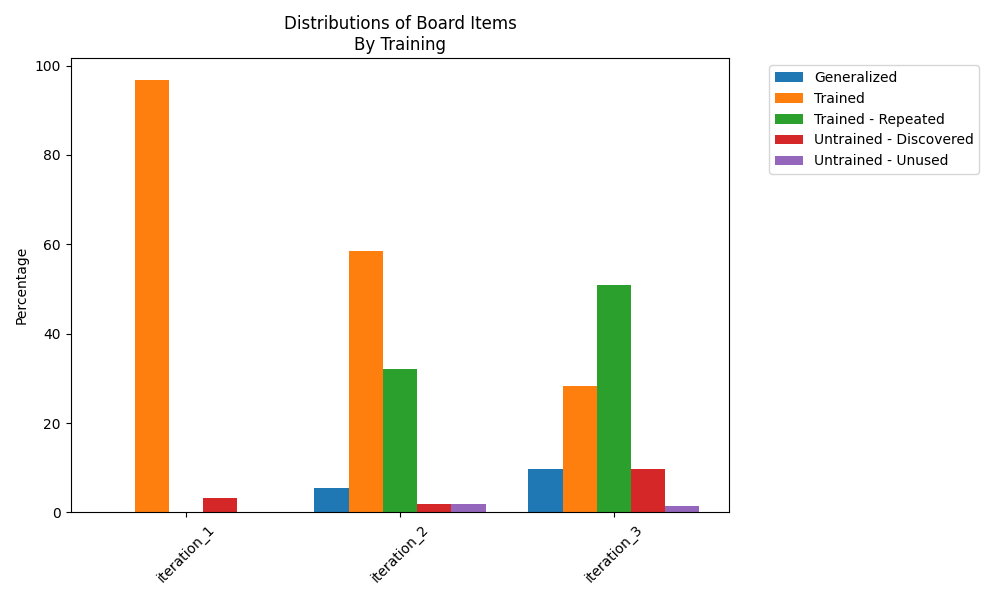 Distributions of Board Items
By Training
Percentage
100
80
60
40
20
0
iteration_1
iteration_2
iteration_3
Generalized
Trained
Trained - Repeated
Untrained - Discovered
Untrained - Unused